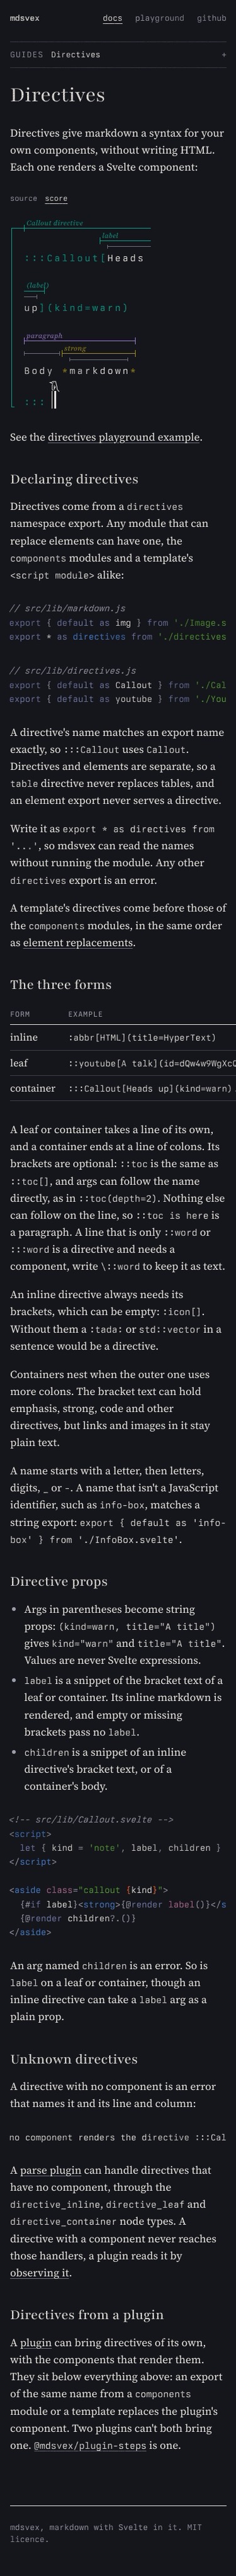 mdsvex docs playground github
GUIDES Directives +
Directives
Directives give markdown a syntax for your
own components, without writing HTML.
Each one renders a Svelte component:
source score
Callout directive
label
:::Callout[Heads
(label)
up](kind=warn)
paragraph
strong
Body *markdown*
:::
See the directives playground example.
Declaring directives
Directives come from a directives
namespace export. Any module that can
replace elements can have one, the
components modules and a template's
<script module> alike:
// src/lib/markdown.js
export { default as img } from './Image.s
export * as directives from './directives
// src/lib/directives.js
export { default as Callout } from './Cal
export { default as youtube } from './You
A directive's name matches an export name
exactly, so :::Callout uses Callout.
Directives and elements are separate, so a
table directive never replaces tables, and
an element export never serves a directive.
Write it as export * as directives from
'...', so mdsvex can read the names
without running the module. Any other
directives export is an error.
A template's directives come before those of
the components modules, in the same order
as element replacements.
The three forms
FORM EXAMPLE
inline :abbr[HTML](title=HyperText)
leaf ::youtube[A talk](id=dQw4w9WgXcQ
container :::Callout[Heads up](kind=warn)
A leaf or container takes a line of its own,
and a container ends at a line of colons. Its
brackets are optional: ::toc is the same as
::toc[], and args can follow the name
directly, as in ::toc(depth=2). Nothing else
can follow on the line, so ::toc is here is
a paragraph. A line that is only ::word or
:::word is a directive and needs a
component, write \::word to keep it as text.
An inline directive always needs its
brackets, which can be empty: :icon[].
Without them a :tada: or std::vector in a
sentence would be a directive.
Containers nest when the outer one uses
more colons. The bracket text can hold
emphasis, strong, code and other
directives, but links and images in it stay
plain text.
A name starts with a letter, then letters,
digits, _ or -. A name that isn't a JavaScript
identifier, such as info-box, matches a
string export: export { default as 'info-
box' } from './InfoBox.svelte'.
Directive props
Args in parentheses become string
props: (kind=warn, title="A title")
gives kind="warn" and title="A title".
Values are never Svelte expressions.
label is a snippet of the bracket text of a
leaf or container. Its inline markdown is
rendered, and empty or missing
brackets pass no label.
children is a snippet of an inline
directive's bracket text, or of a
container's body.
<!-- src/lib/Callout.svelte -->
<script>
let { kind = 'note', label, children }
</script>
<aside class="callout {kind}">
{#if label}<strong>{@render label()}</s
{@render children?.()}
</aside>
An arg named children is an error. So is
label on a leaf or container, though an
inline directive can take a label arg as a
plain prop.
Unknown directives
A directive with no component is an error
that names it and its line and column:
no component renders the directive :::Cal
A parse plugin can handle directives that
have no component, through the
directive_inline, directive_leaf and
directive_container node types. A
directive with a component never reaches
those handlers, a plugin reads it by
observing it.
Directives from a plugin
A plugin can bring directives of its own,
with the components that render them.
They sit below everything above: an export
of the same name from a components
module or a template replaces the plugin's
component. Two plugins can't both bring
one. @mdsvex/plugin-steps is one.
mdsvex, markdown with Svelte in it. MIT
licence.